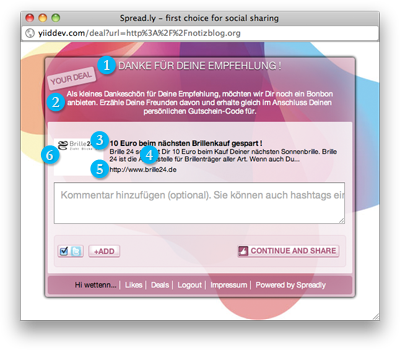 Spread.ly - first choice for social sharing
yiiddev.com/deal?url=http%3A%2F%2Fnotizblog.org
1 DANKE FÜR DEINE EMPFEHLUNG !
YOUR DEAL
2 Als kleines Dankeschön für Deine Empfehlung, möchten wir Dir noch ein Bonbon
anbieten. Erzähle Deine Freunden davon und erhalte gleich im Anschluss Deinen
persönlichen Gutschein-Code für.
3 10 Euro beim nächsten Brillenkauf gespart !
Brille24
Brille 24 Dir 10 Euro beim Kauf Deiner nächsten Sonnenbrille. Brille
24 ist die stelle für Brillenträger aller Art. Wenn auch Du...
4
5 http://www.brille24.de
6
Kommentar hinzufügen (optional). Sie können auch hashtags ein
+ADD
CONTINUE AND SHARE
Hi wettenn... | Likes | Deals | Logout | Impressum | Powered by Spreadly